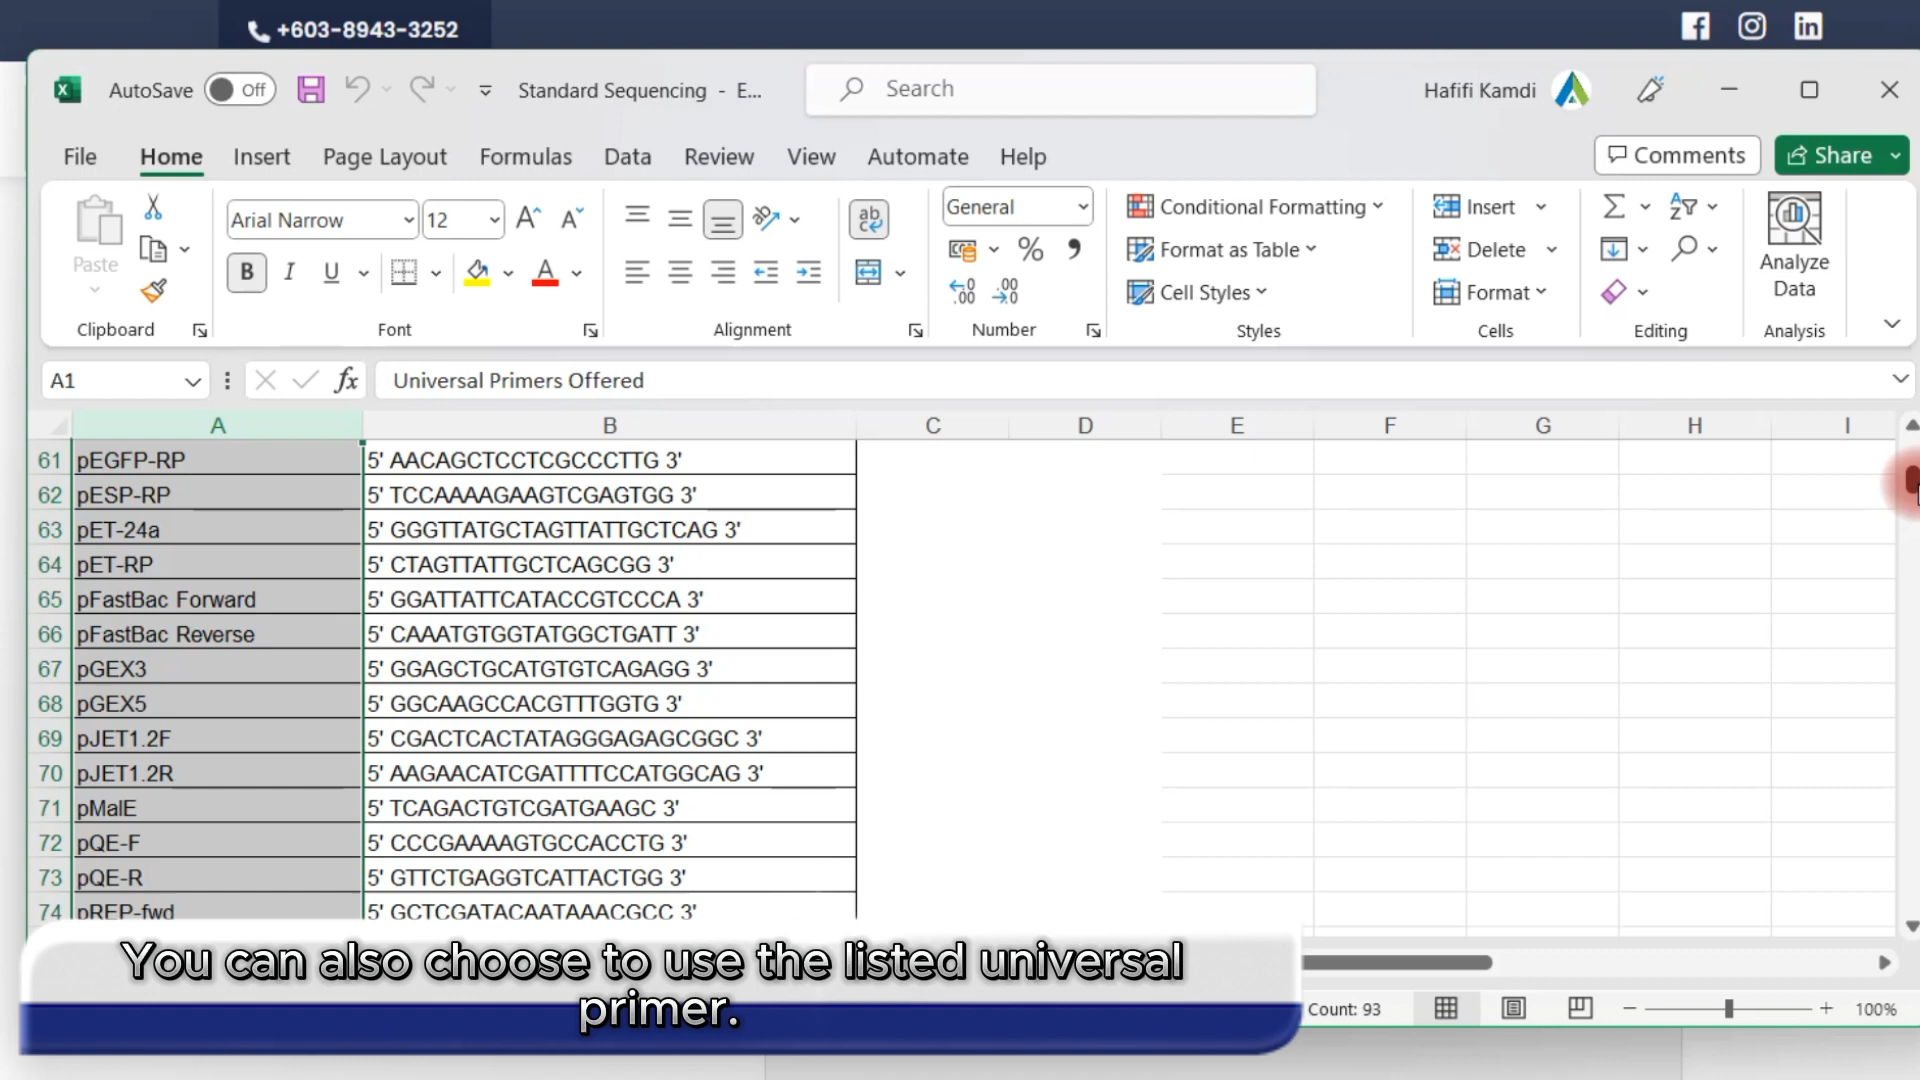 +603-8943-3252
AutoSave Off Standard Sequencing - E... Search Hafifi Kamdi
File Home Insert Page Layout Formulas Data Review View Automate Help Comments Share
Paste
Clipboard
Arial Narrow 12
B I U A
Font
ab
Alignment
General
% ,
Number
Conditional Formatting
Format as Table
Cell Styles
Styles
Insert
Delete
Format
Cells
Editing
Analyze
Data
Analysis
A1 fx Universal Primers Offered
A B C D E F G H I
61 pEGFP-RP 5' AACAGCTCCTCGCCCTTG 3'
62 pESP-RP 5' TCCAAAAGAAGTCGAGTGG 3'
63 pET-24a 5' GGGTTATGCTAGTTATTGCTCAG 3'
64 pET-RP 5' CTAGTTATTGCTCAGCGG 3'
65 pFastBac Forward 5' GGATTATTCATACCGTCCCA 3'
66 pFastBac Reverse 5' CAAATGTGGTATGGCTGATT 3'
67 pGEX3 5' GGAGCTGCATGTGTCAGAGG 3'
68 pGEX5 5' GGCAAGCCACGTTTGGTG 3'
69 pJET1.2F 5' CGACTCACTATAGGGAGAGCGGC 3'
70 pJET1.2R 5' AAGAACATCGATTTTCCATGGCAG 3'
71 pMalE 5' TCAGACTGTCGATGAAGC 3'
72 pQE-F 5' CCCGAAAAGTGCCACCTG 3'
73 pQE-R 5' GTTCTGAGGTCATTACTGG 3'
74 pREP-fwd 5' GCTCGATACAATAAACGCC 3'
You can also choose to use the listed universal
primer.
Count: 93 100%